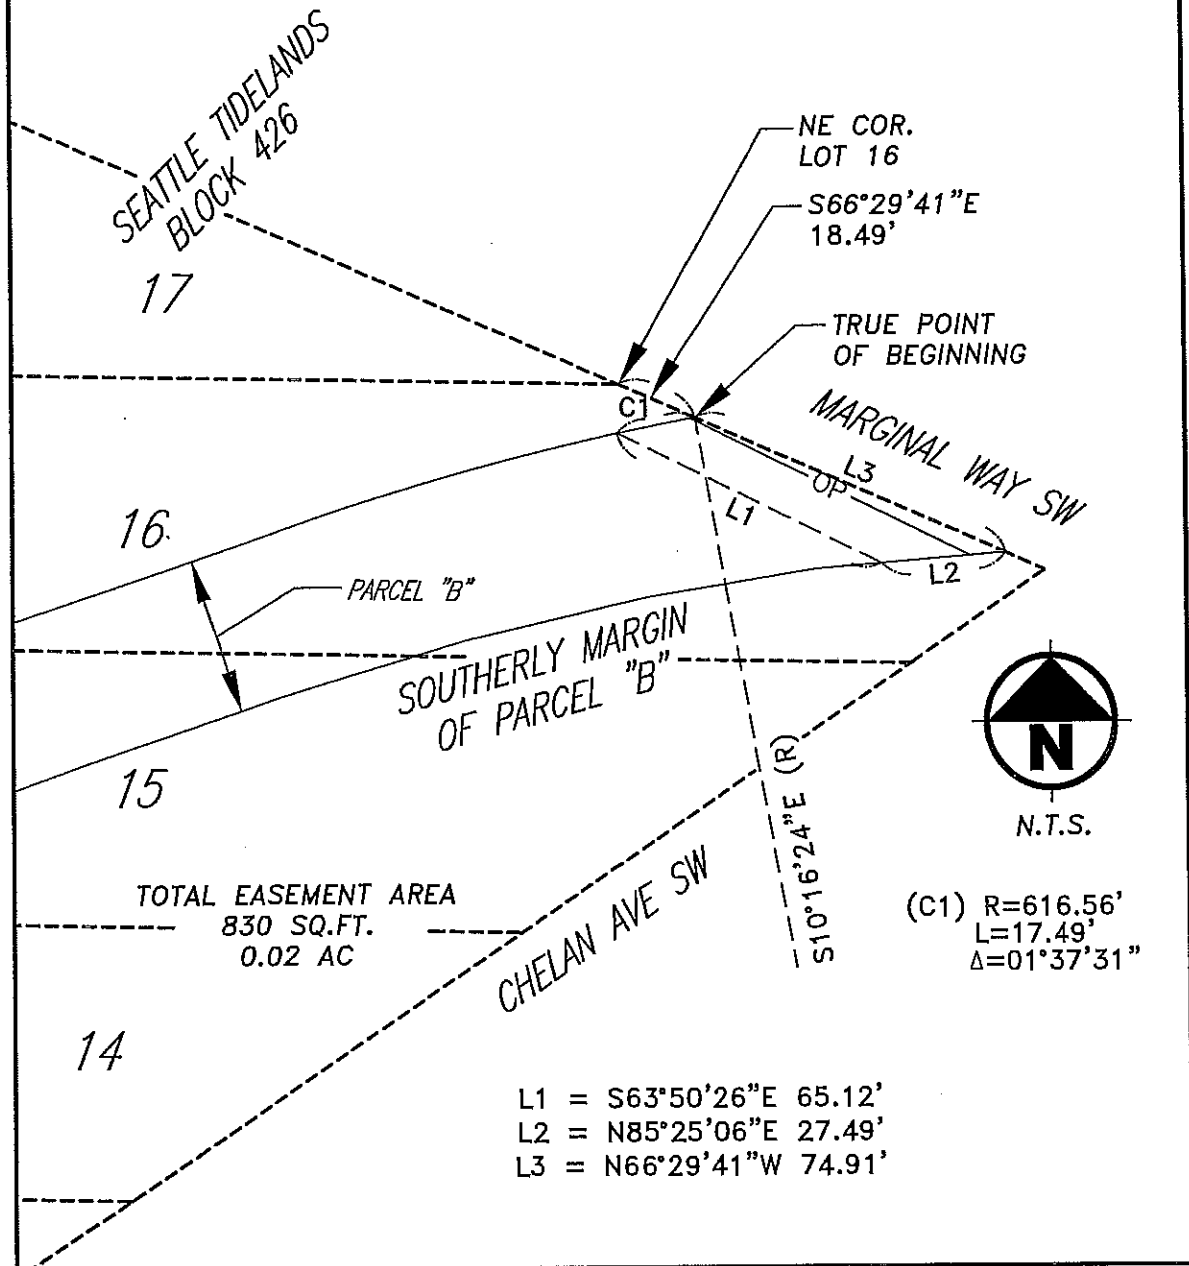 SEATTLE TIDELANDS
BLOCK 426
17
NE COR.
LOT 16
S66°29'41"E
18.49'
TRUE POINT
OF BEGINNING
C1
MARGINAL WAY SW
L3
OP
L1
L2
16
PARCEL "B"
SOUTHERLY MARGIN
OF PARCEL "B"
15
S10°16'24"E (R)
N
N.T.S.
TOTAL EASEMENT AREA
830 SQ.FT.
0.02 AC
CHELAN AVE SW
(C1) R=616.56'
L=17.49'
Δ=01°37'31"
14
L1 = S63°50'26"E 65.12'
L2 = N85°25'06"E 27.49'
L3 = N66°29'41"W 74.91'